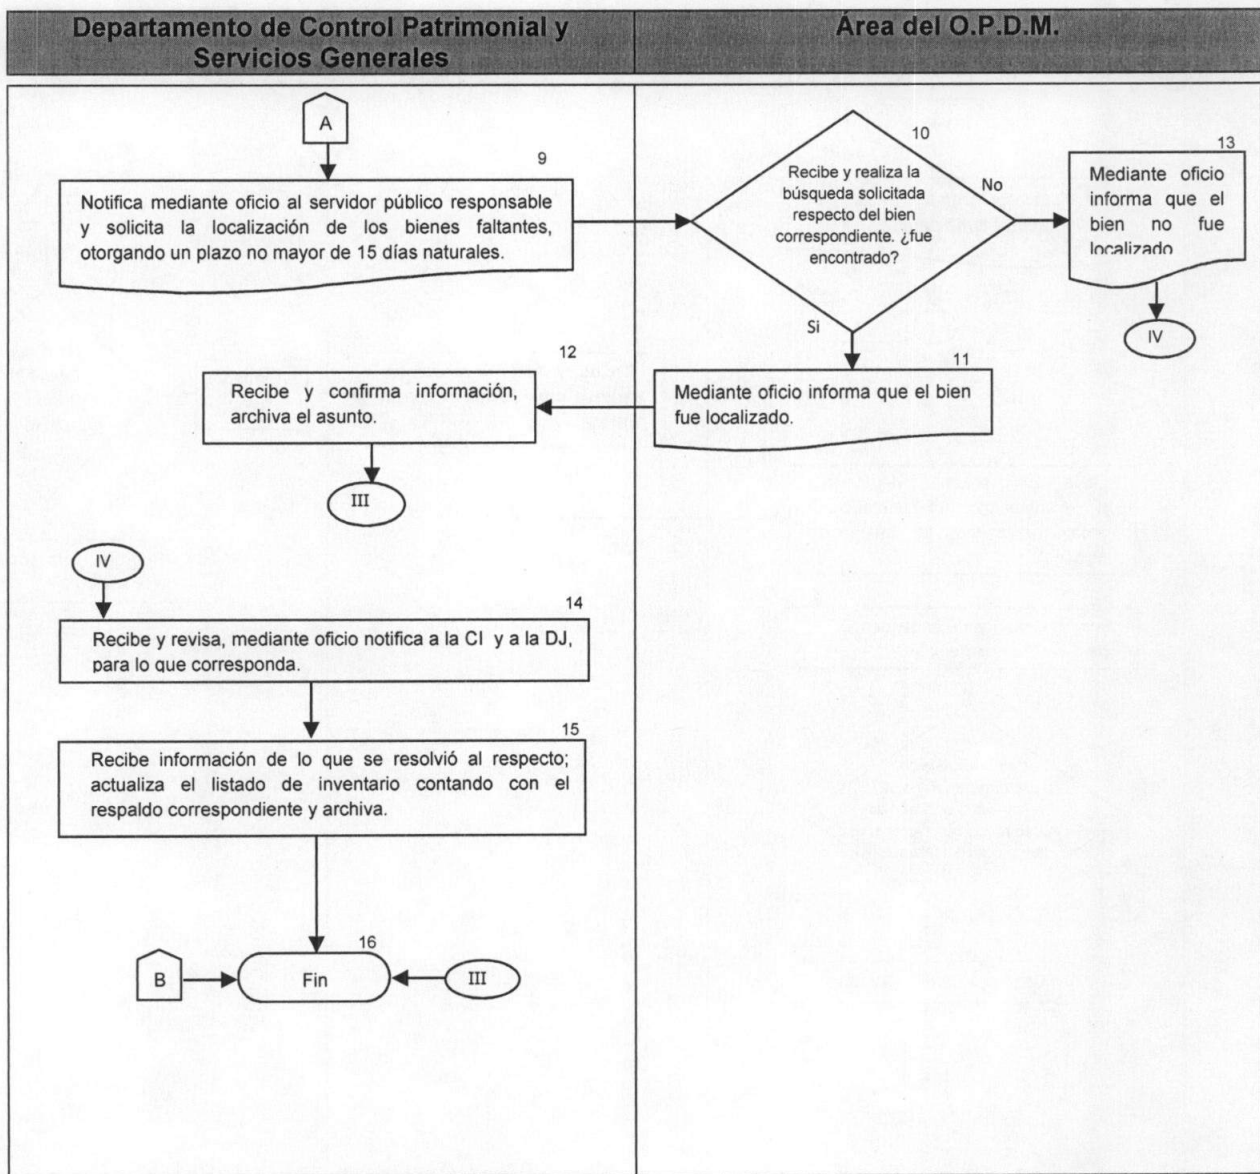 Departamento de Control Patrimonial y
Servicios Generales
Área del O.P.D.M.
A
9
Notifica mediante oficio al servidor público responsable
y solicita la localización de los bienes faltantes,
otorgando un plazo no mayor de 15 días naturales.
10
Recibe y realiza la
búsqueda solicitada
respecto del bien
correspondiente. ¿fue
encontrado?
No
Si
13
Mediante oficio
informa que el
bien no fue
localizado
IV
12
Recibe y confirma información,
archiva el asunto.
11
Mediante oficio informa que el bien
fue localizado.
III
IV
14
Recibe y revisa, mediante oficio notifica a la CI y a la DJ,
para lo que corresponda.
15
Recibe información de lo que se resolvió al respecto;
actualiza el listado de inventario contando con el
respaldo correspondiente y archiva.
16
B
Fin
III